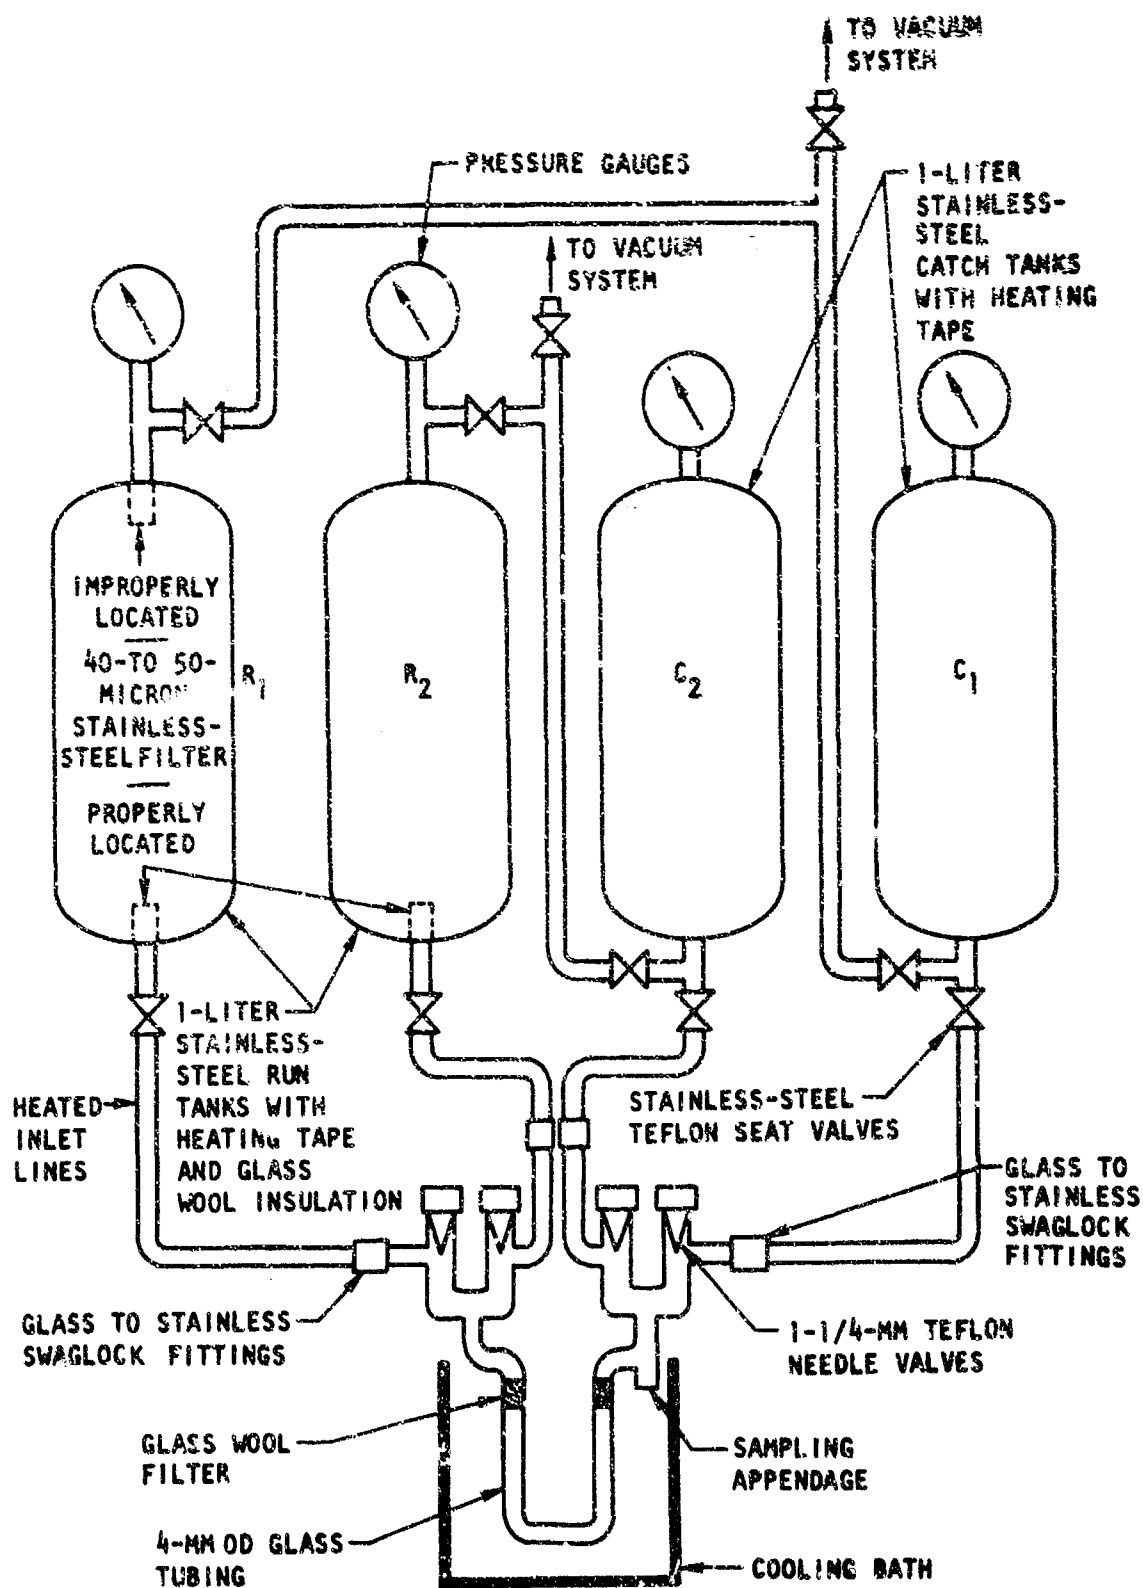 TO VACUUM
SYSTEM
PRESSURE GAUGES
1-LITER
STAINLESS-
STEEL
CATCH TANKS
WITH HEATING
TAPE
TO VACUUM
SYSTEM
IMPROPERLY
LOCATED
40-TO 50-
MICRON
STAINLESS-
STEEL FILTER
PROPERLY
LOCATED
R1
R2
C2
C1
1-LITER
STAINLESS-
STEEL RUN
TANKS WITH
HEATING TAPE
AND GLASS
WOOL INSULATION
HEATED
INLET
LINES
STAINLESS-STEEL
TEFLON SEAT VALVES
GLASS TO
STAINLESS
SWAGLOCK
FITTINGS
GLASS TO STAINLESS
SWAGLOCK FITTINGS
1-1/4-MM TEFLON
NEEDLE VALVES
GLASS WOOL
FILTER
SAMPLING
APPENDAGE
4-MM OD GLASS
TUBING
COOLING BATH